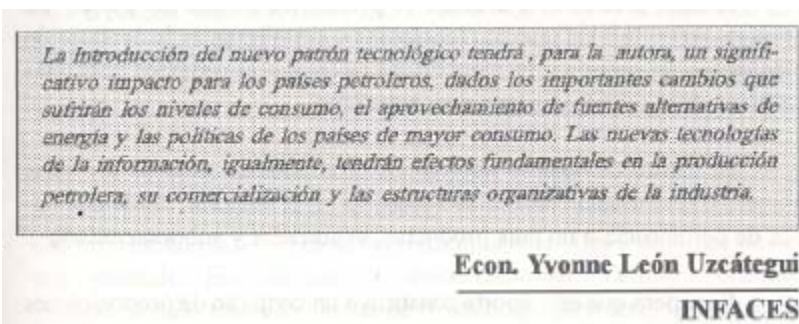 La Introducción del nuevo patrón tecnológico tendrá , para la autora, un signifi-
cativo impacto para los países petroleros, dados los importantes cambios que
sufrirán los niveles de consumo, el aprovechamiento de fuentes alternativas de
energía y las políticas de los países de mayor consumo. Las nuevas tecnologías
de la información, igualmente, tendrán efectos fundamentales en la producción
petrolera, su comercialización y las estructuras organizativas de la industria.
Econ. Yvonne León Uzcátegui
INFACES